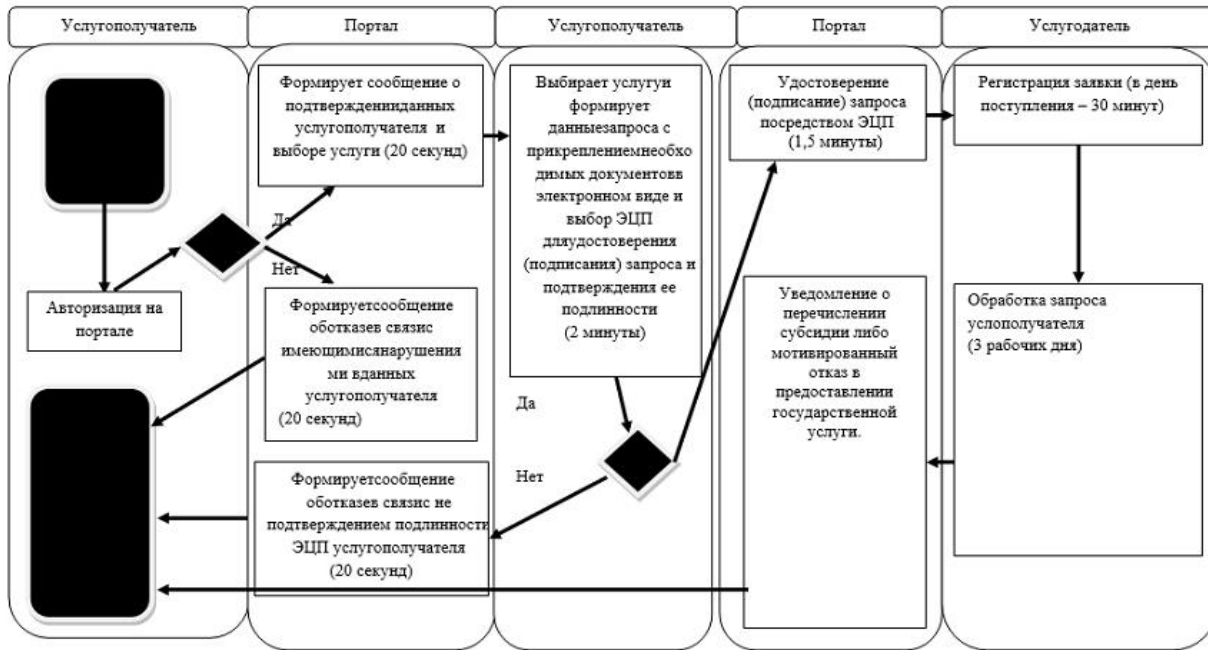 Услугополучатель
Портал
Услугополучатель
Портал
Услугодатель
Авторизация на
портале
Формирует сообщение о
подтвержденииданных
услугополучателя и
выборе услуги (20 секунд)
Да
Нет
Формируетсообщение
оботказев связис
имеющимисянарушения
ми вданных
услугополучателя
(20 секунд)
Формируетсообщение
оботказев связис не
подтверждением подлинности
ЭЦП услугополучателя
(20 секунд)
Выбирает услугуи
формирует
данныезапроса с
прикреплениемнеобхо
димых документовв
электронном виде и
выбор ЭЦП
дляудостоверения
(подписания) запроса и
подтверждения ее
подлинности
(2 минуты)
Да
Нет
Удостоверение
(подписание) запроса
посредством ЭЦП
(1,5 минуты)
Уведомление о
перечислении
субсидии либо
мотивированный
отказ в
предоставлении
государственной
услуги.
Регистрация заявки (в день
поступления – 30 минут)
Обработка запроса
услополучателя
(3 рабочих дня)